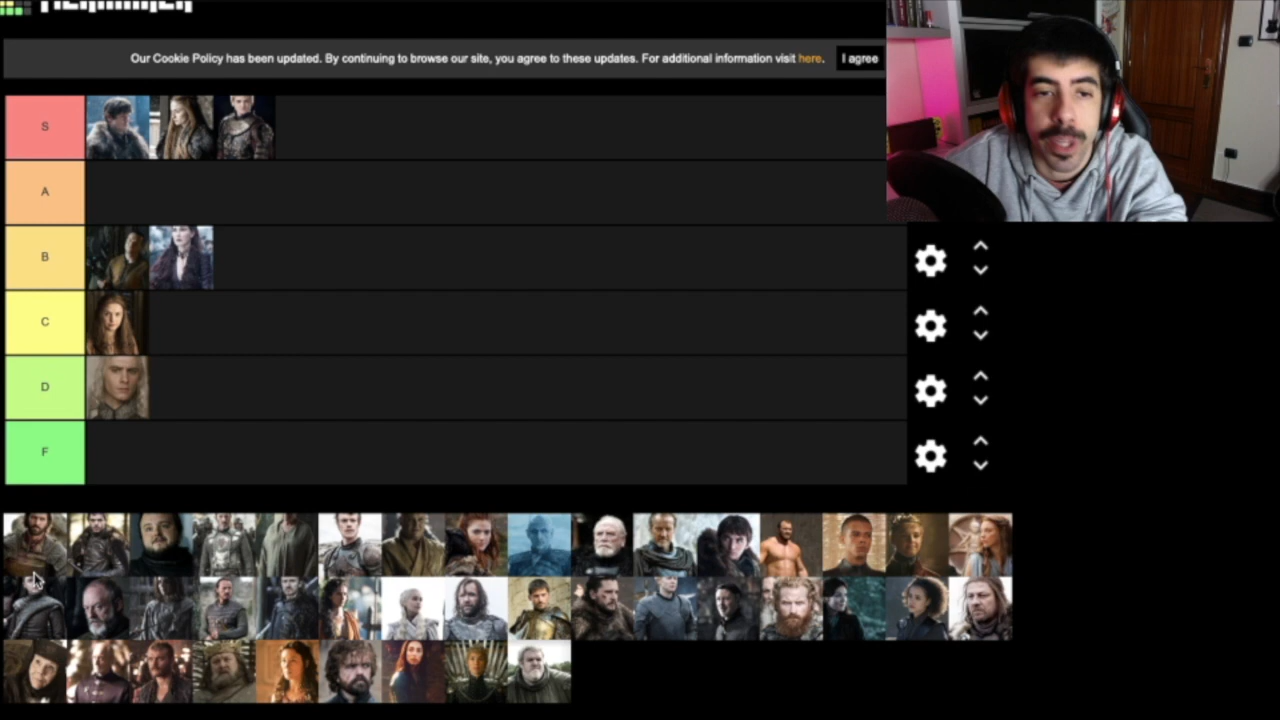 Our Cookie Policy has been updated. By continuing to browse our site, you agree to these updates. For additional information visit here.
I agree
S
A
B
C
D
F